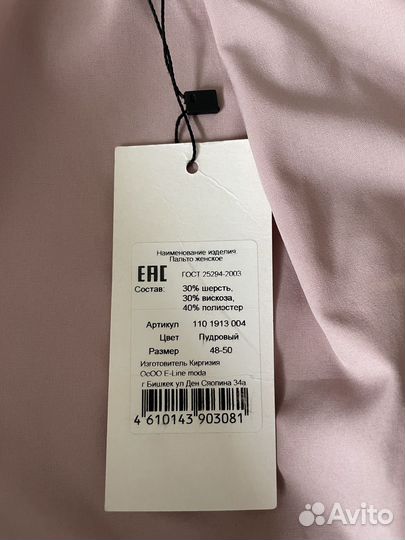 Наименование изделия
Пальто женское
EAC ГОСТ 25294-2003
Состав: 30% шерсть,
30% вискоза,
40% полиэстер
Артикул 110 1913 004
Цвет Пудровый
Размер 48-50
Изготовитель Киргизия
ОсОО E-Line moda
г Бишкек ул Ден Сяопина 34а
4 610143 903081
Avito